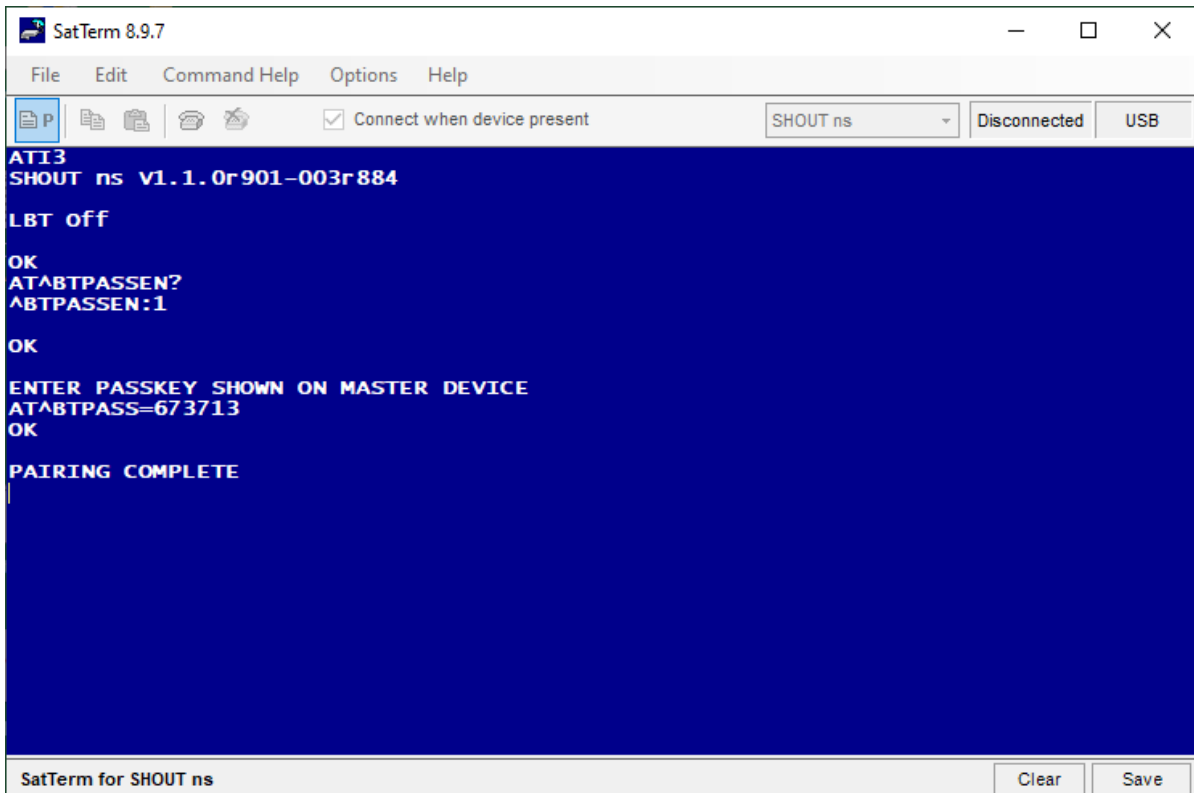 SatTerm 8.9.7
File Edit Command Help Options Help
P Connect when device present SHOUT ns Disconnected USB
ATI3
SHOUT ns v1.1.0r901-003r884
LBT Off
OK
AT^BTPASSEN?
^BTPASSEN:1
OK
ENTER PASSKEY SHOWN ON MASTER DEVICE
AT^BTPASS=673713
OK
PAIRING COMPLETE
SatTerm for SHOUT ns Clear Save